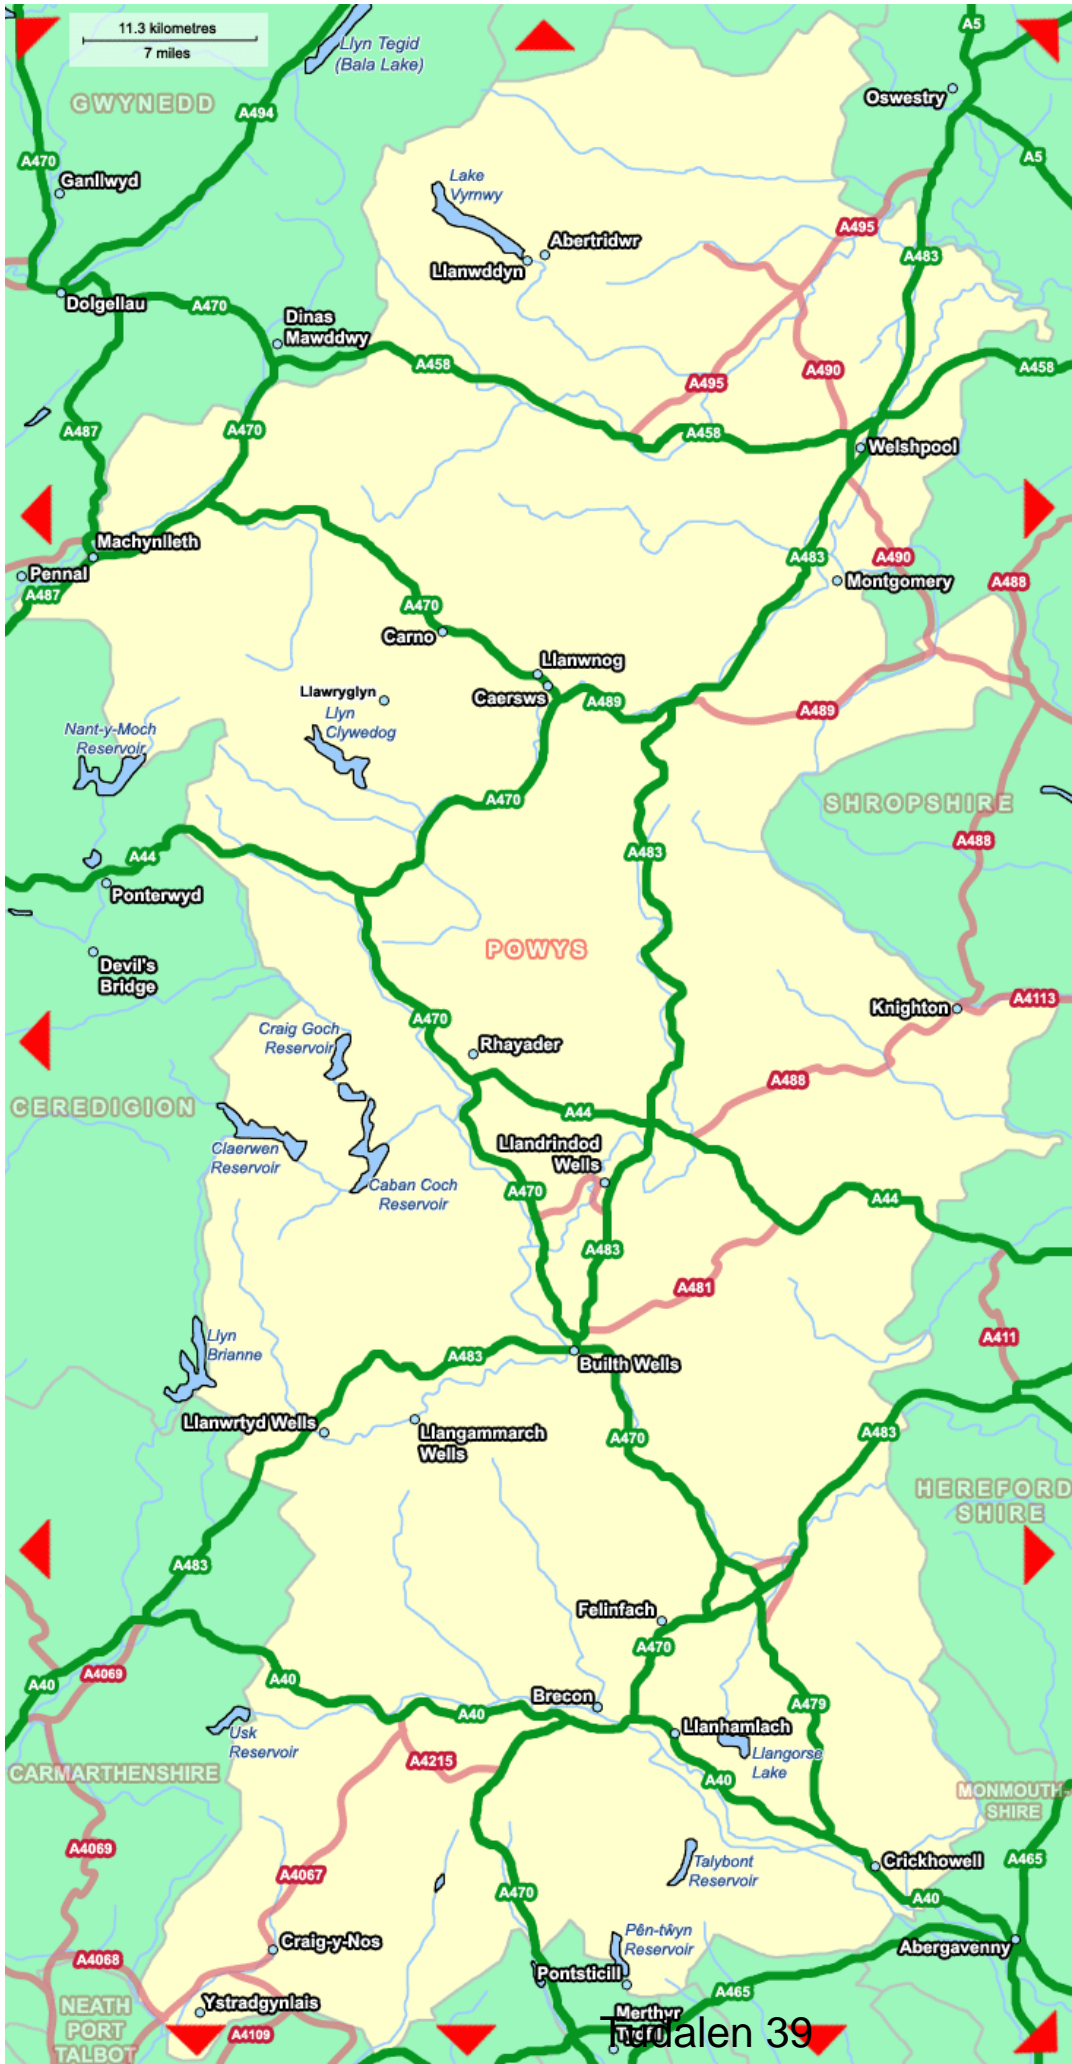 11.3 kilometres
7 miles
Llyn Tegid
(Bala Lake)
A5
GWYNEDD
A494
Oswestry
A470
Ganllwyd
A5
Lake
Vyrnwy
A495
Abertridwr
Llanwddyn
A483
Dolgellau
A470
Dinas
Mawddwy
A458
A495
A490
A458
A487
A470
A458
Welshpool
Machynlleth
Pennal
A487
A483
A490
Montgomery
A488
A470
Carno
Llanwnog
Caersws
A489
Llawryglyn
Llyn
Clywedog
A489
Nant-y-Moch
Reservoir
A470
SHROPSHIRE
A44
A483
A488
Ponterwyd
POWYS
Devil's
Bridge
Knighton
A4113
Craig Goch
Reservoir
A470
Rhayader
A488
CEREDIGION
A44
Claerwen
Reservoir
Llandrindod
Wells
Caban Coch
Reservoir
A470
A44
A483
A481
Llyn
Brianne
A483
Builth Wells
A411
Llanwrtyd Wells
Llangammarch
Wells
A470
A483
HEREFORD
SHIRE
A483
Felinfach
A470
A40
A4069
A40
Brecon
A40
Llanhamlach
A479
Usk
Reservoir
A4215
Llangorse
Lake
CARMARTHENSHIRE
A40
MONMOUTH-
SHIRE
A4069
A4067
Talybont
Reservoir
Crickhowell
A465
A470
A40
Craig-y-Nos
Pên-tŵyn
Reservoir
Abergavenny
A4068
Pontsticill
A465
NEATH
PORT
TALBOT
Ystradgynlais
A4109
Merthyr
Tudalen 39